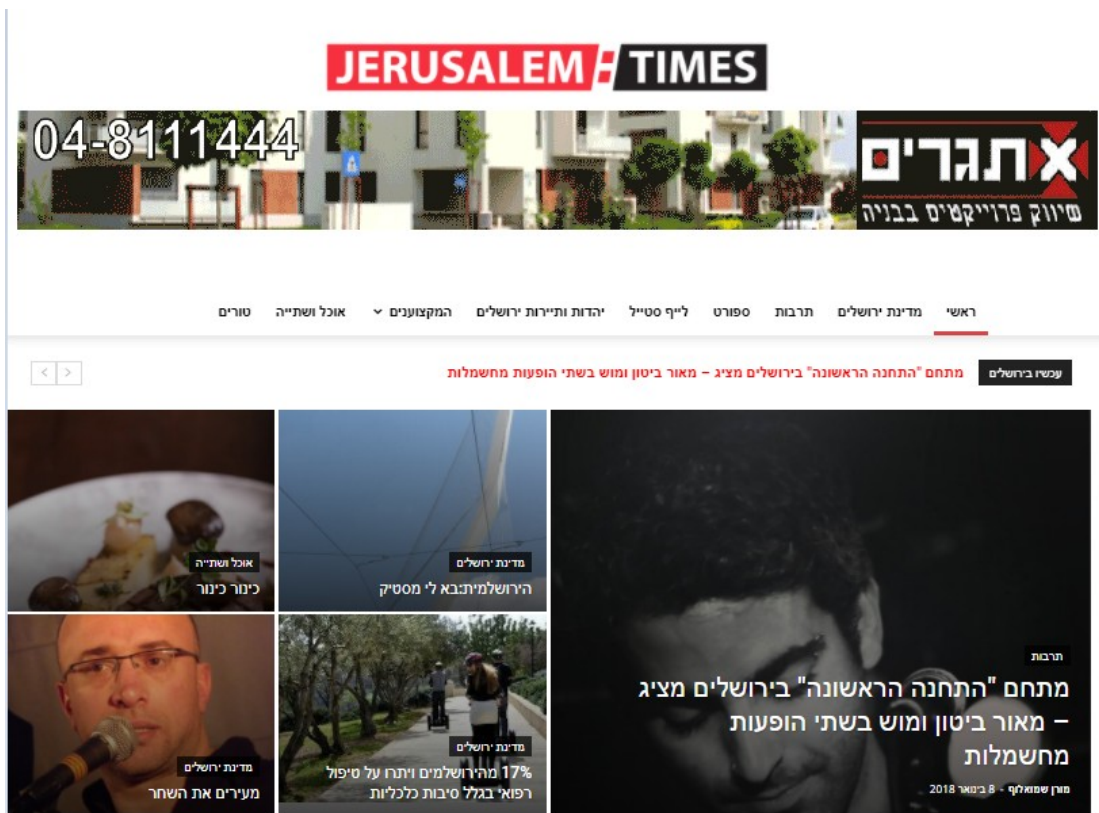 JERUSALEM:TIMES
04-8111444
אתגרים
שיווק פרוייקטים בבניה
ראשי מדינת ירושלים תרבות ספורט לייף סטייל יהדות ותיירות ירושלים המקצוענים אוכל ושתייה טורים
עכשיו בירושלים
מתחם "התחנה הראשונה" בירושלים מציג – מאור ביטון ומוש בשתי הופעות מחשמלות
תרבות
מתחם "התחנה הראשונה" בירושלים מציג
– מאור ביטון ומוש בשתי הופעות
מחשמלות
מורן שמואלוף - 8 בינואר 2018
מדינת ירושלים
הירושלמית:בא לי מסטיק
אוכל ושתייה
כינור כינור
מדינת ירושלים
17% מהירושלמים ויתרו על טיפול
רפואי בגלל סיבות כלכליות
מדינת ירושלים
מעירים את השחר